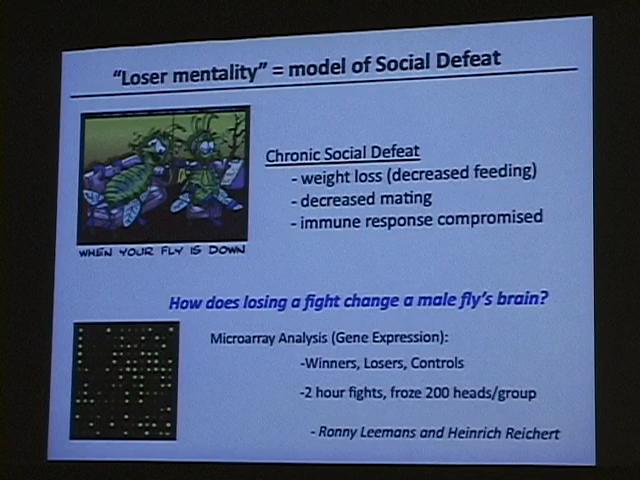 "Loser mentality" = model of Social Defeat
WHEN YOUR FLY IS DOWN
Chronic Social Defeat
- weight loss (decreased feeding)
- decreased mating
- immune response compromised
How does losing a fight change a male fly's brain?
Microarray Analysis (Gene Expression):
-Winners, Losers, Controls
-2 hour fights, froze 200 heads/group
- Ronny Leemans and Heinrich Reichert